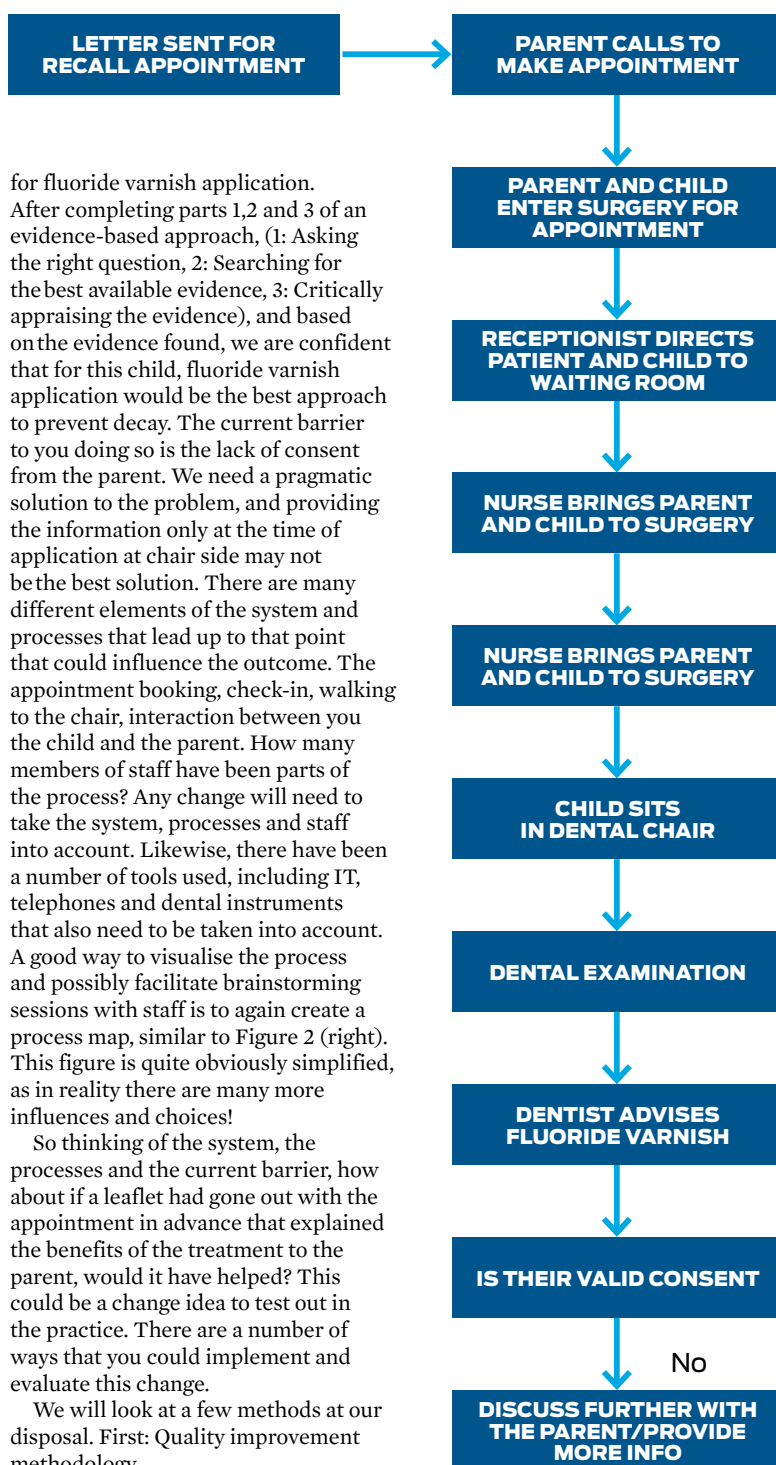 LETTER SENT FOR
RECALL APPOINTMENT
PARENT CALLS TO
MAKE APPOINTMENT
PARENT AND CHILD
ENTER SURGERY FOR
APPOINTMENT
RECEPTIONIST DIRECTS
PATIENT AND CHILD TO
WAITING ROOM
NURSE BRINGS PARENT
AND CHILD TO SURGERY
NURSE BRINGS PARENT
AND CHILD TO SURGERY
CHILD SITS
IN DENTAL CHAIR
DENTAL EXAMINATION
DENTIST ADVISES
FLUORIDE VARNISH
IS THEIR VALID CONSENT
No
DISCUSS FURTHER WITH
THE PARENT/PROVIDE
MORE INFO
for fluoride varnish application.
After completing parts 1,2 and 3 of an
evidence-based approach, (1: Asking
the right question, 2: Searching for
the best available evidence, 3: Critically
appraising the evidence), and based
on the evidence found, we are confident
that for this child, fluoride varnish
application would be the best approach
to prevent decay. The current barrier
to you doing so is the lack of consent
from the parent. We need a pragmatic
solution to the problem, and providing
the information only at the time of
application at chair side may not
be the best solution. There are many
different elements of the system and
processes that lead up to that point
that could influence the outcome. The
appointment booking, check-in, walking
to the chair, interaction between you
the child and the parent. How many
members of staff have been parts of
the process? Any change will need to
take the system, processes and staff
into account. Likewise, there have been
a number of tools used, including IT,
telephones and dental instruments
that also need to be taken into account.
A good way to visualise the process
and possibly facilitate brainstorming
sessions with staff is to again create a
process map, similar to Figure 2 (right).
This figure is quite obviously simplified,
as in reality there are many more
influences and choices!
So thinking of the system, the
processes and the current barrier, how
about if a leaflet had gone out with the
appointment in advance that explained
the benefits of the treatment to the
parent, would it have helped? This
could be a change idea to test out in
the practice. There are a number of
ways that you could implement and
evaluate this change.
We will look at a few methods at our
disposal. First: Quality improvement
methodology